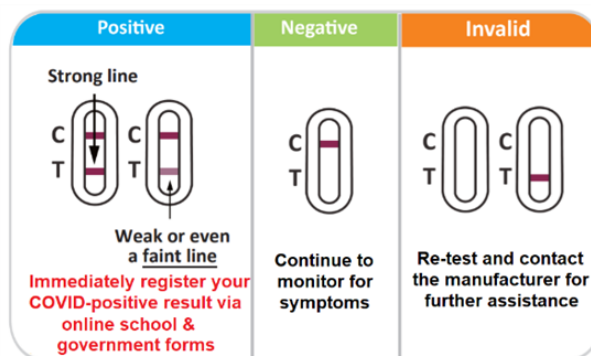 Positive
Negative
Invalid
Strong line
C
T
C
T
Weak or even
a faint line
Immediately register your
COVID-positive result via
online school &
government forms
C
T
Continue to
monitor for
symptoms
C
T
C
T
Re-test and contact
the manufacturer for
further assistance